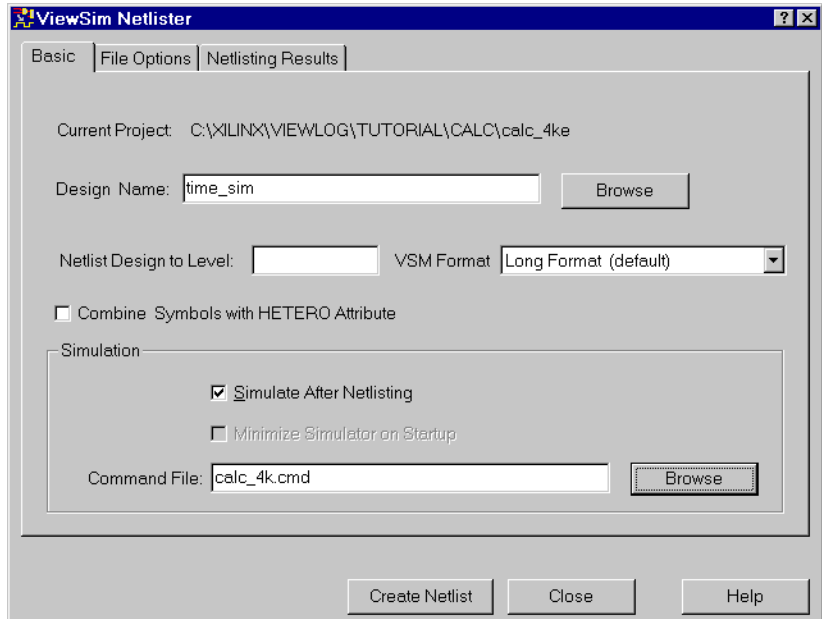 ViewSim Netlister
Basic File Options Netlisting Results
Current Project: C:\XILINX\VIEWLOG\TUTORIAL\CALC\calc_4ke
Design Name: time_sim Browse
Netlist Design to Level: VSM Format Long Format (default)
Combine Symbols with HETERO Attribute
Simulation
Simulate After Netlisting
Minimize Simulator on Startup
Command File: calc_4k.cmd Browse
Create Netlist Close Help